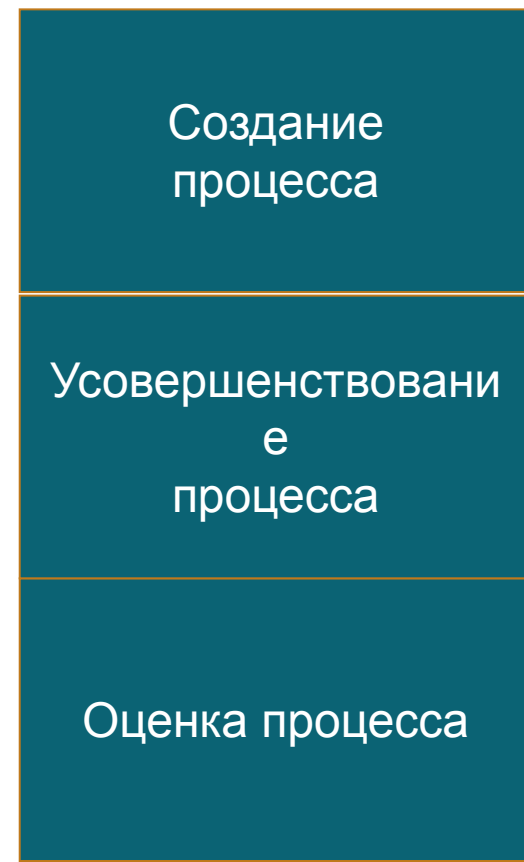 Создание
процесса
Усовершенствовани
е
процесса
Оценка процесса